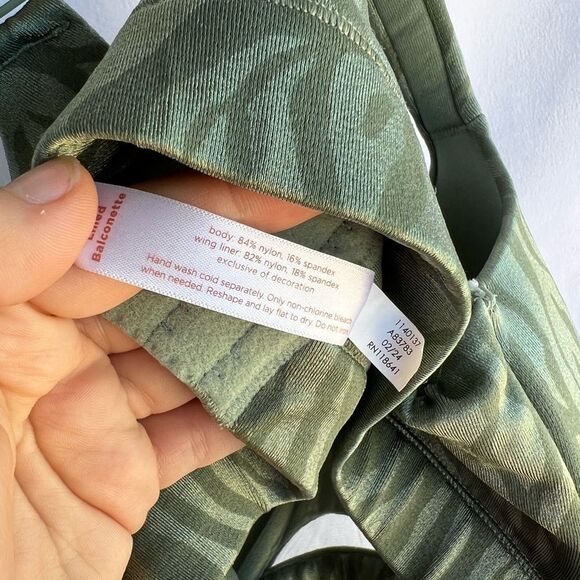 Lined
Balconette
body: 84% nylon, 16% spandex
wing liner: 82% nylon, 18% spandex
exclusive of decoration
Hand wash cold separately. Only non-chlorine bleach
when needed. Reshape and lay flat to dry. Do not iron
1140137
A83783
02/24
RN118641